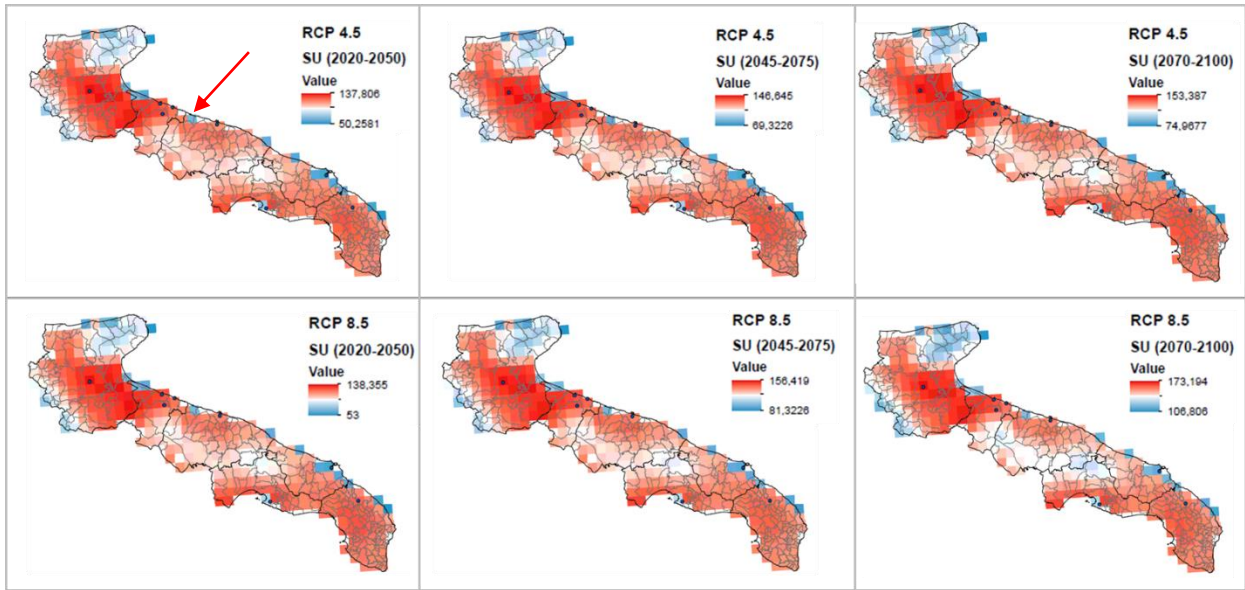 RCP 4.5
SU (2020-2050)
Value
137,806
50,2581
RCP 4.5
SU (2045-2075)
Value
146,645
69,3226
RCP 4.5
SU (2070-2100)
Value
153,387
74,9677
RCP 8.5
SU (2020-2050)
Value
138,355
53
RCP 8.5
SU (2045-2075)
Value
156,419
81,3226
RCP 8.5
SU (2070-2100)
Value
173,194
106,806